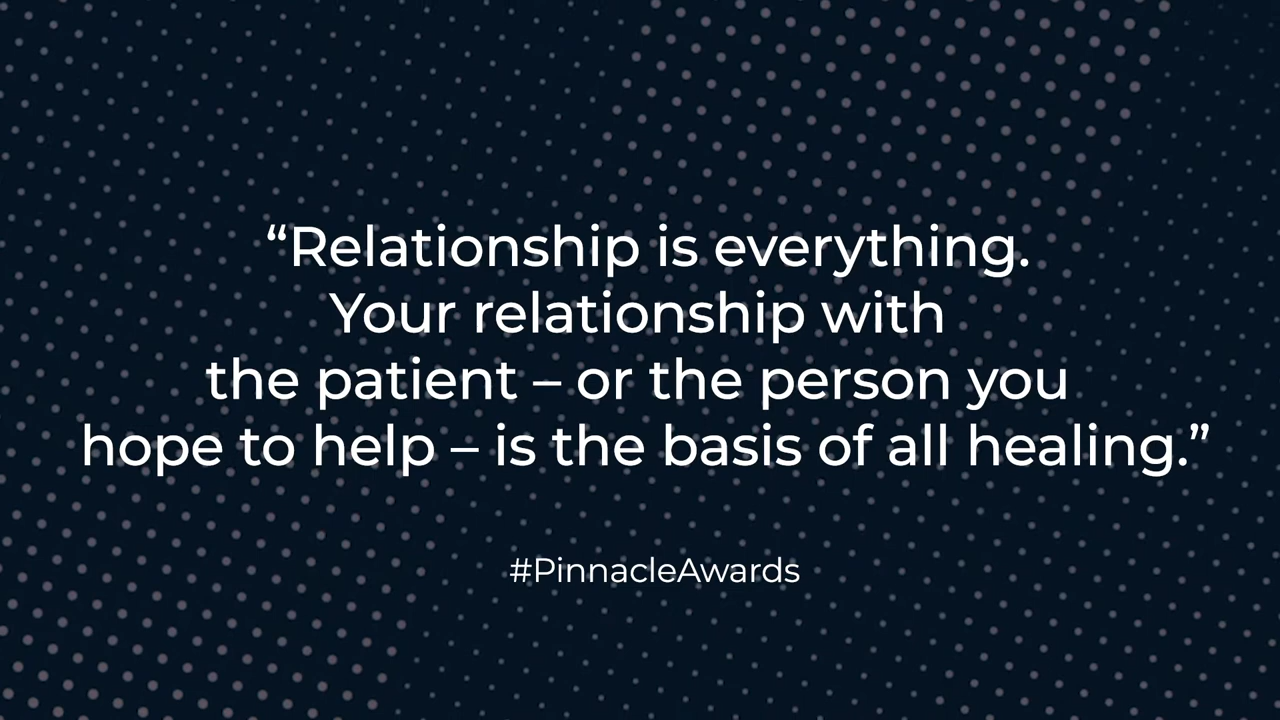 “Relationship is everything.
Your relationship with
the patient – or the person you
hope to help – is the basis of all healing.”
#PinnacleAwards